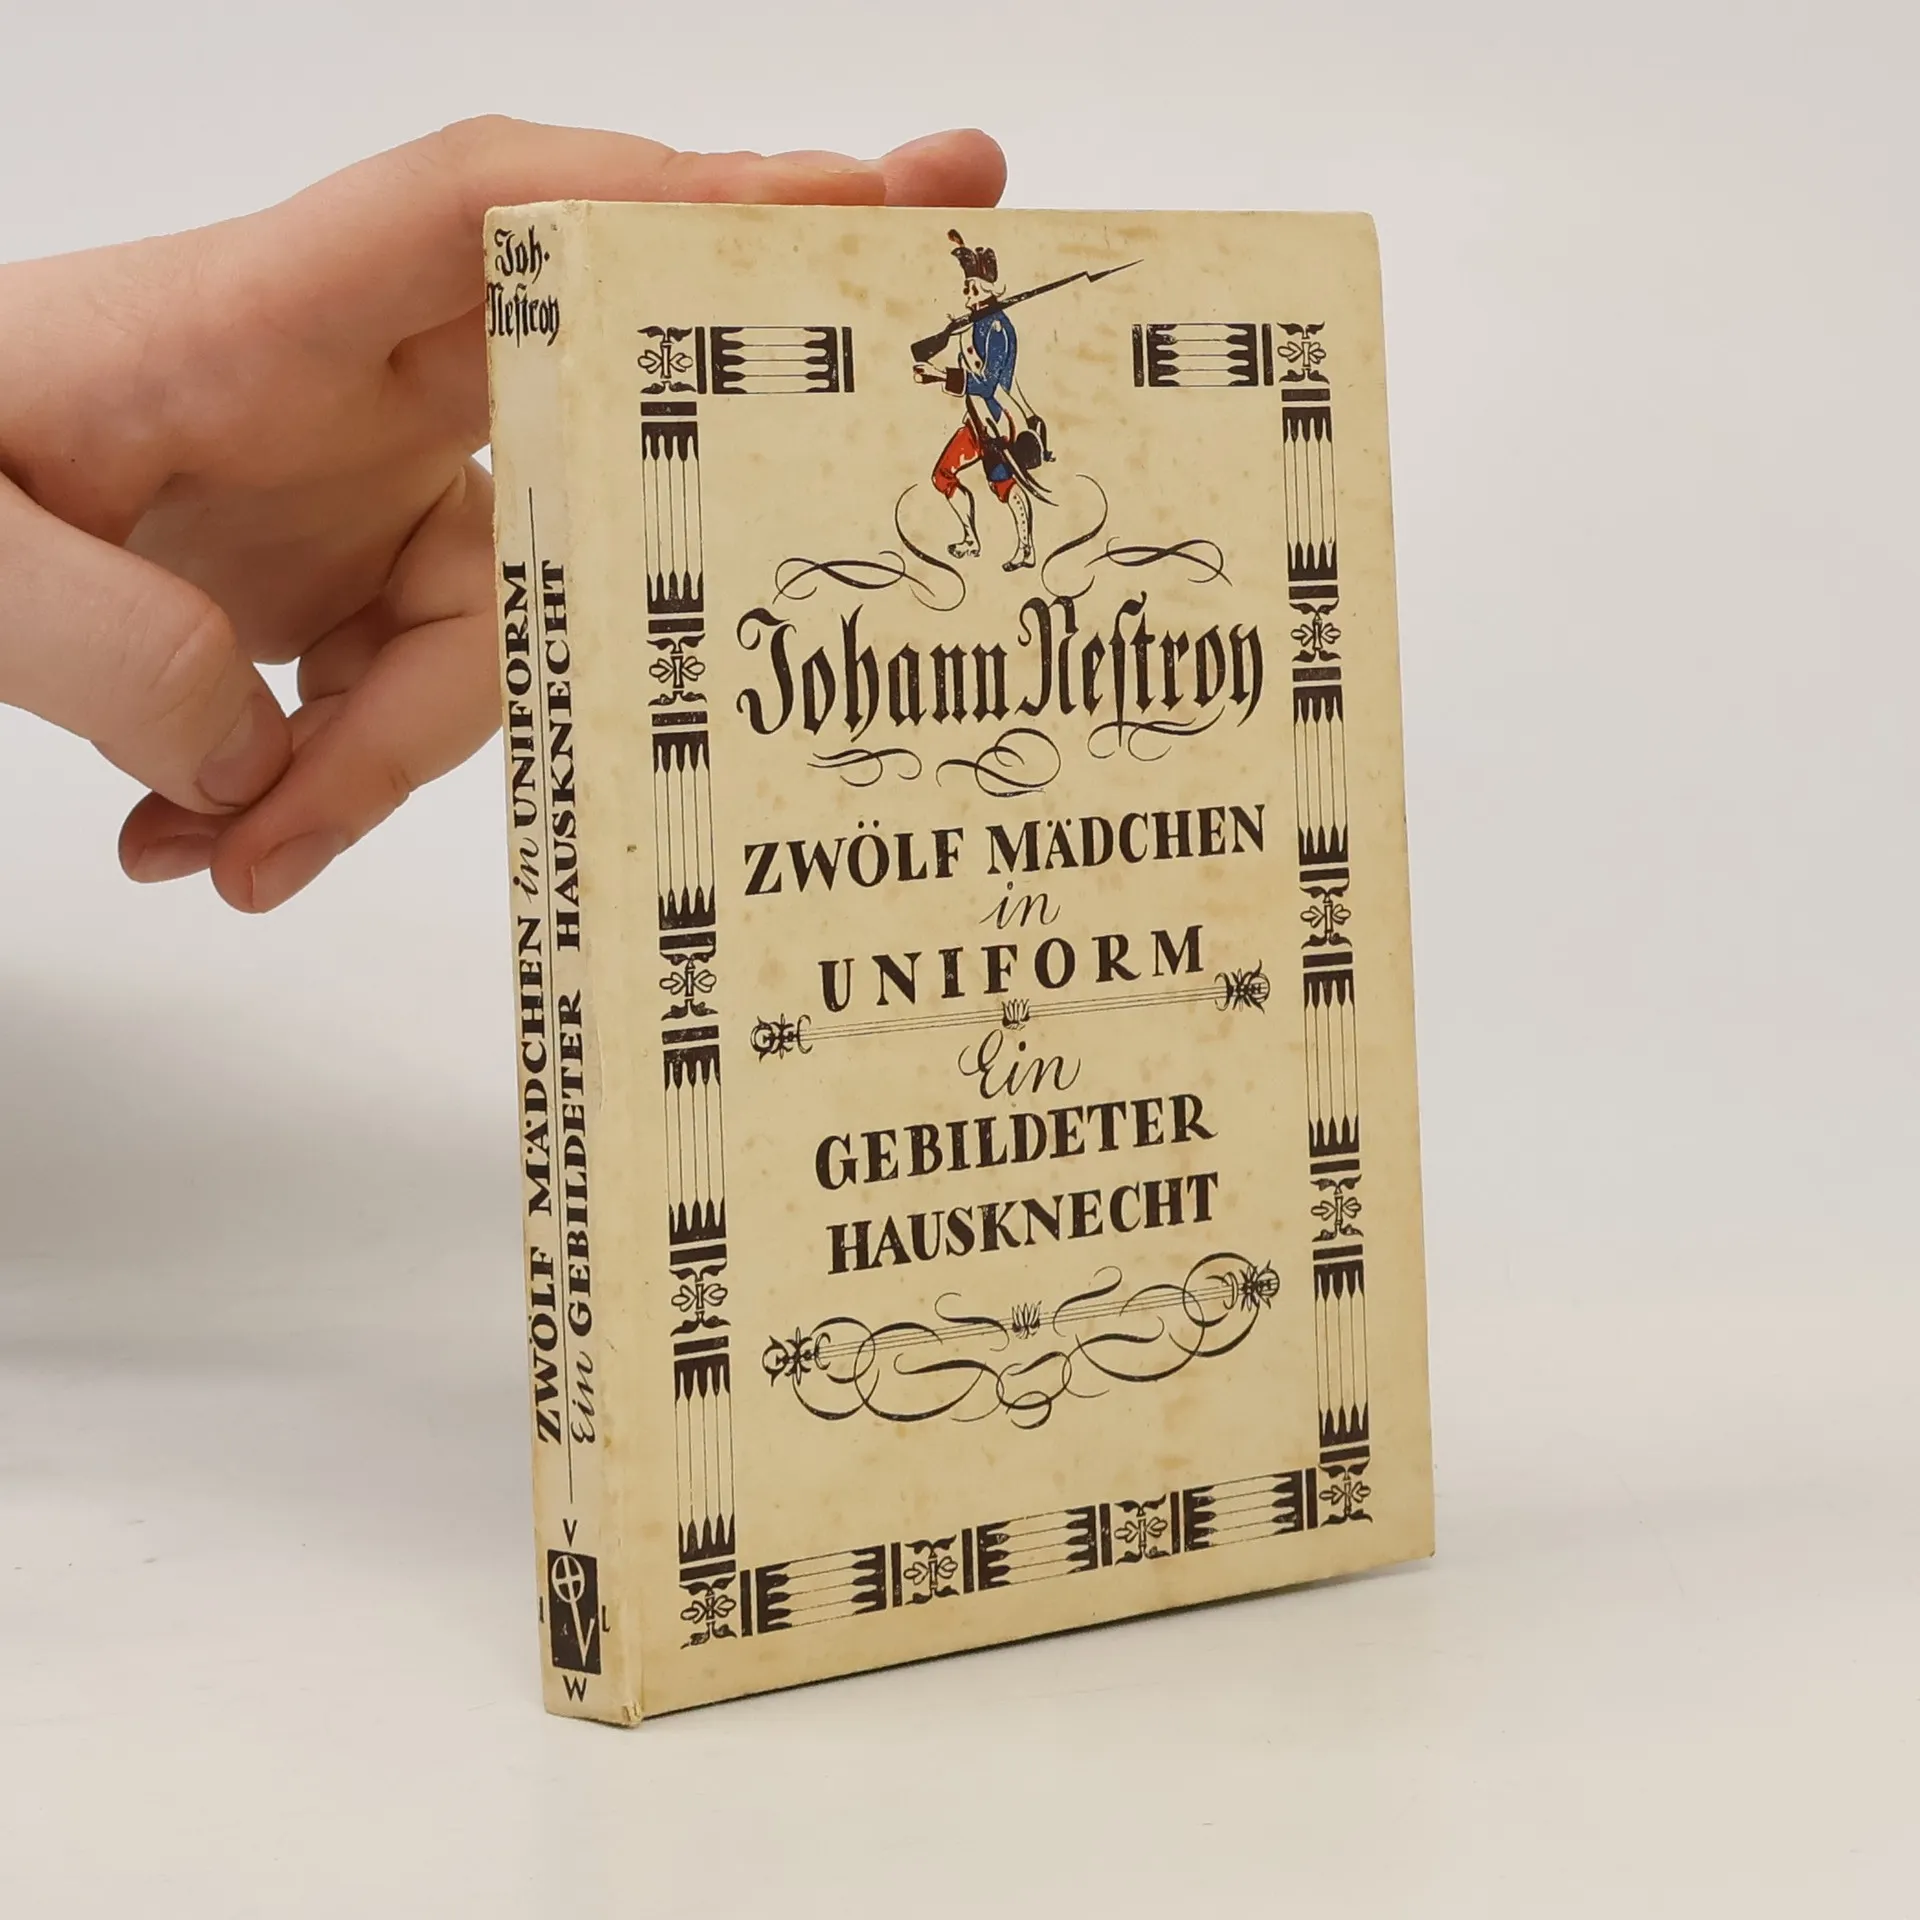 Joh.
Nestroy
ZWÖLF MÄDCHEN in UNIFORM
Ein GEBILDETER HAUSKNECHT
V
W
Johann Nestroy
ZWÖLF MÄDCHEN
in
UNIFORM
Ein
GEBILDETER
HAUSKNECHT